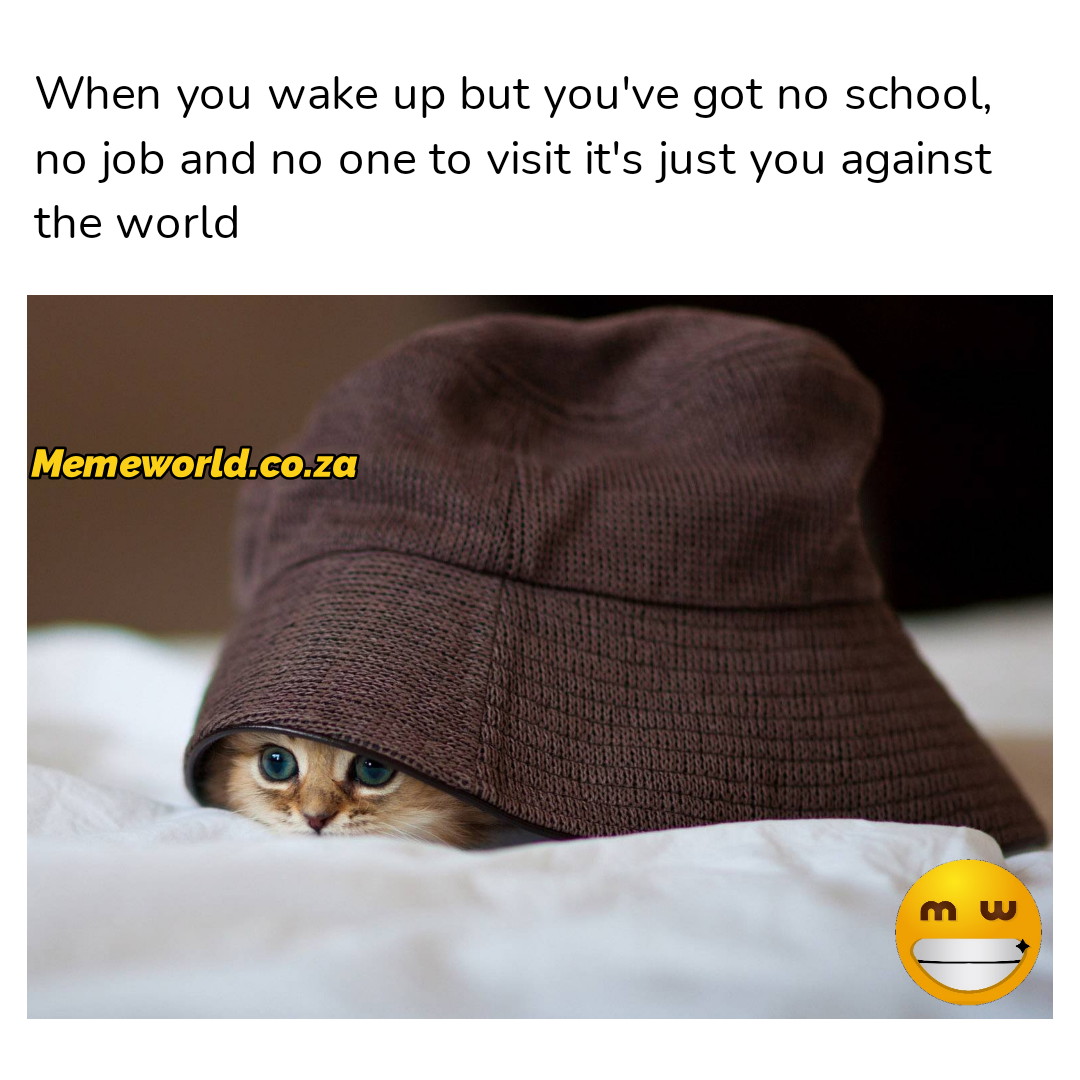 When you wake up but you've got no school,
no job and no one to visit it's just you against
the world
Memeworld.co.za
m w